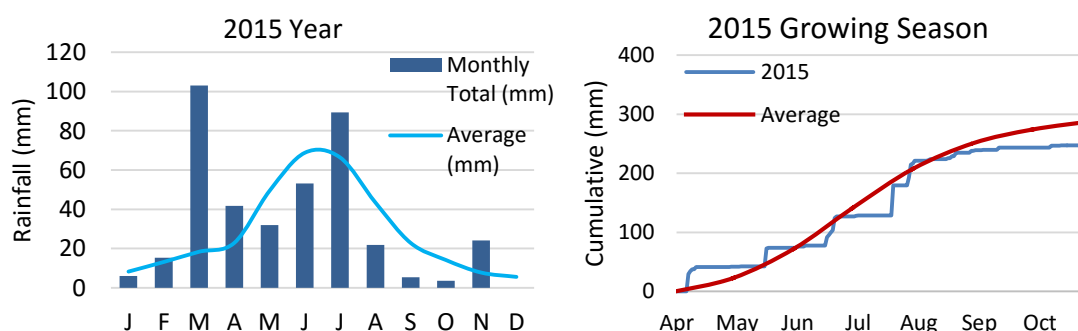 2015 Year
120
100
80
60
40
20
0
Rainfall (mm)
Monthly
Total (mm)
Average
(mm)
J F M A M J J A S O N D
2015 Growing Season
400
300
200
100
0
Cumulative (mm)
2015
Average
Apr May Jun Jul Aug Sep Oct